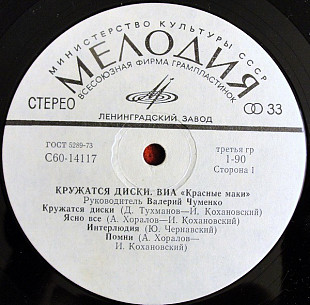 МИНИСТЕРСТВО КУЛЬТУРЫ СССР
МЕЛОДИЯ
ВСЕСОЮЗНАЯ ФИРМА ГРАМПЛАСТИНОК
СТЕРЕО
33
ЛЕНИНГРАДСКИЙ ЗАВОД
ГОСТ 5289-73
третья гр
С60-14117
1-90
Сторона 1
КРУЖАТСЯ ДИСКИ. ВИА «Красные маки»
Руководитель Валерий Чуменко
Кружатся диски (Д. Тухманов—И. Кохановский)
Ясно все (А. Хоралов—И. Кохановский)
Интерлюдия (Ю. Чернавский)
Помни (А. Хоралов—
И. Кохановский)